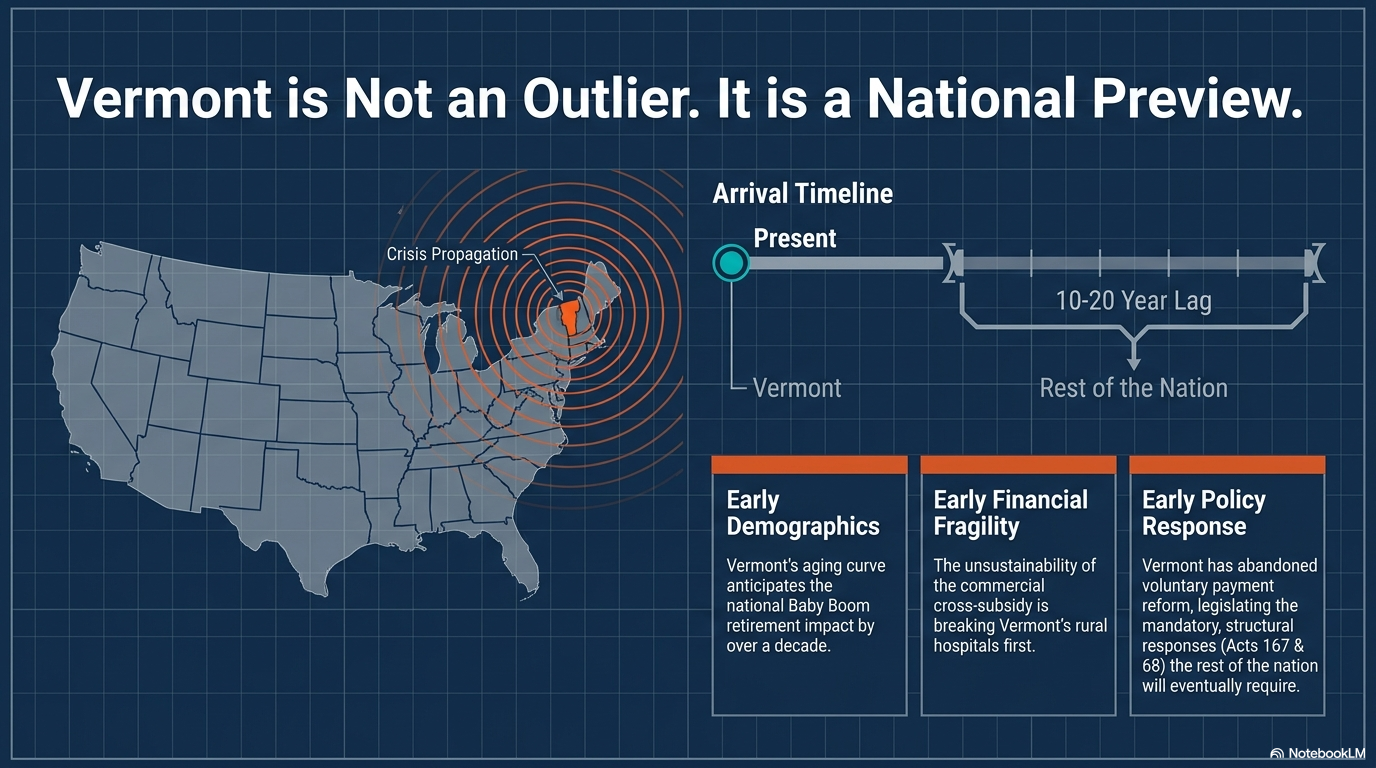 Vermont is Not an Outlier. It is a National Preview.
Crisis Propagation
Arrival Timeline
Present
10-20 Year Lag
Vermont
Rest of the Nation
Early
Demographics
Vermont's aging curve
anticipates the
national Baby Boom
retirement impact by
over a decade.
Early Financial
Fragility
The unsustainability of
the commercial
cross-subsidy is
breaking Vermont's rural
hospitals first.
Early Policy
Response
Vermont has abandoned
voluntary payment
reform, legislating the
mandatory, structural
responses (Acts 167 &
68) the rest of the nation
will eventually require.
NotebookLM